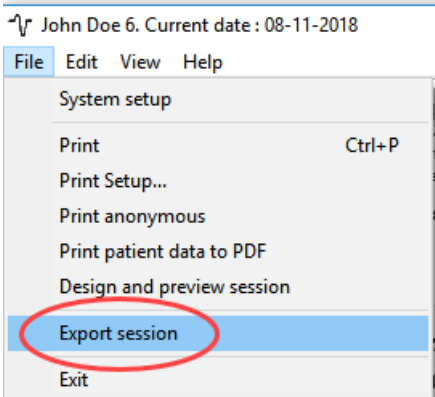 John Doe 6. Current date : 08-11-2018
File Edit View Help
System setup
Print Ctrl+P
Print Setup...
Print anonymous
Print patient data to PDF
Design and preview session
Export session
Exit